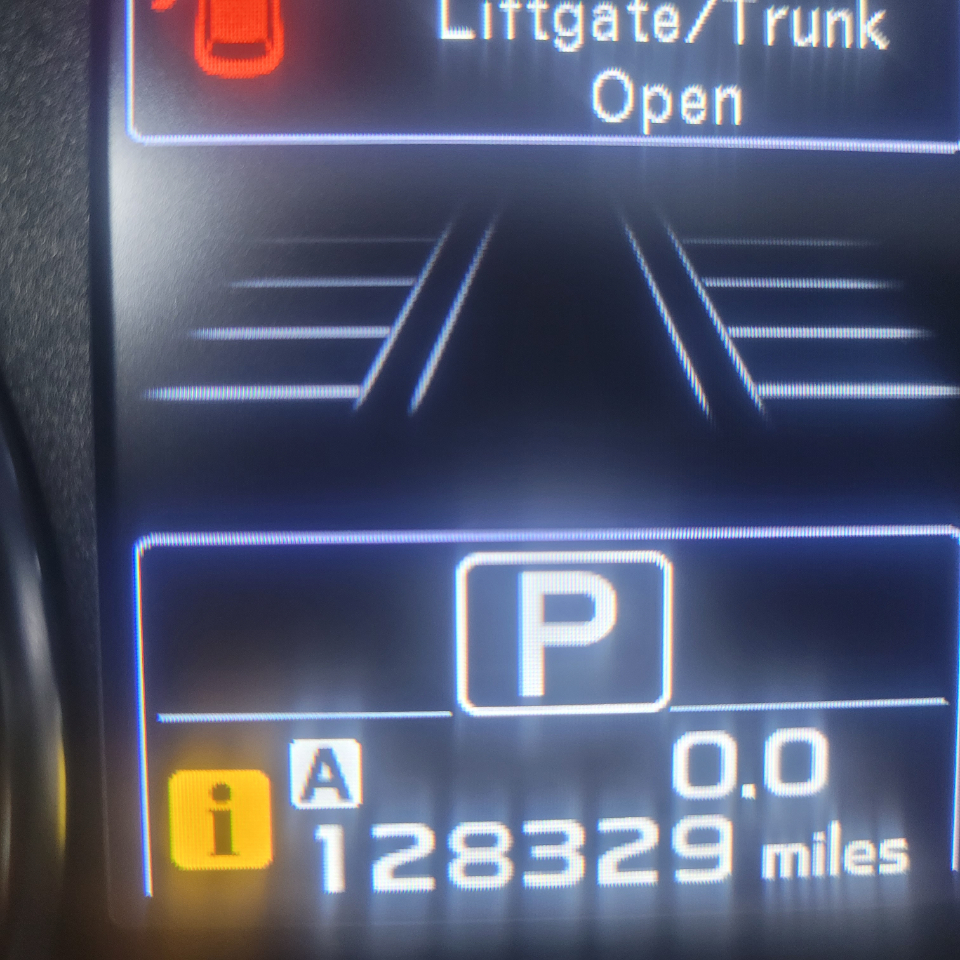 Liftgate/Trunk
Open
P
A 0.0
i 128329 miles